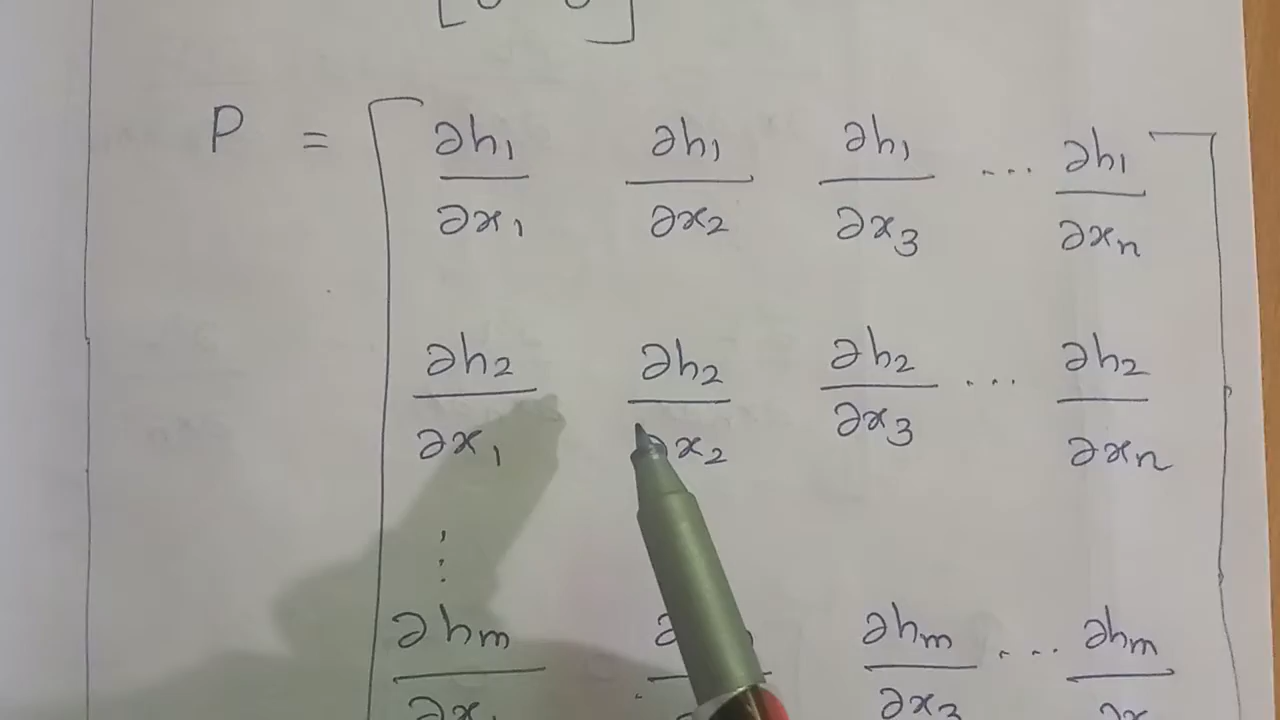 P = [ ∂h₁ ∂h₁ ∂h₁ ... ∂h₁
∂x₁ ∂x₂ ∂x₃ ∂xₙ ]
∂h₂ ∂h₂ ∂h₂ ... ∂h₂
∂x₁ ∂x₂ ∂x₃ ∂xₙ
⋮
∂hₘ ∂hₘ ... ∂hₘ
∂x₃